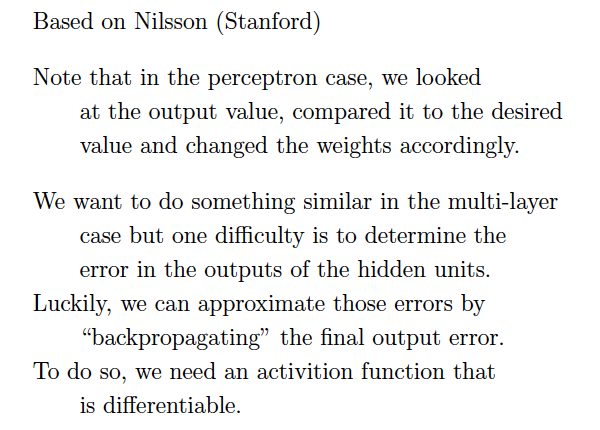 Based on Nilsson (Stanford)
Note that in the perceptron case, we looked
at the output value, compared it to the desired
value and changed the weights accordingly.
We want to do something similar in the multi-layer
case but one difficulty is to determine the
error in the outputs of the hidden units.
Luckily, we can approximate those errors by
“backpropagating” the final output error.
To do so, we need an activition function that
is differentiable.